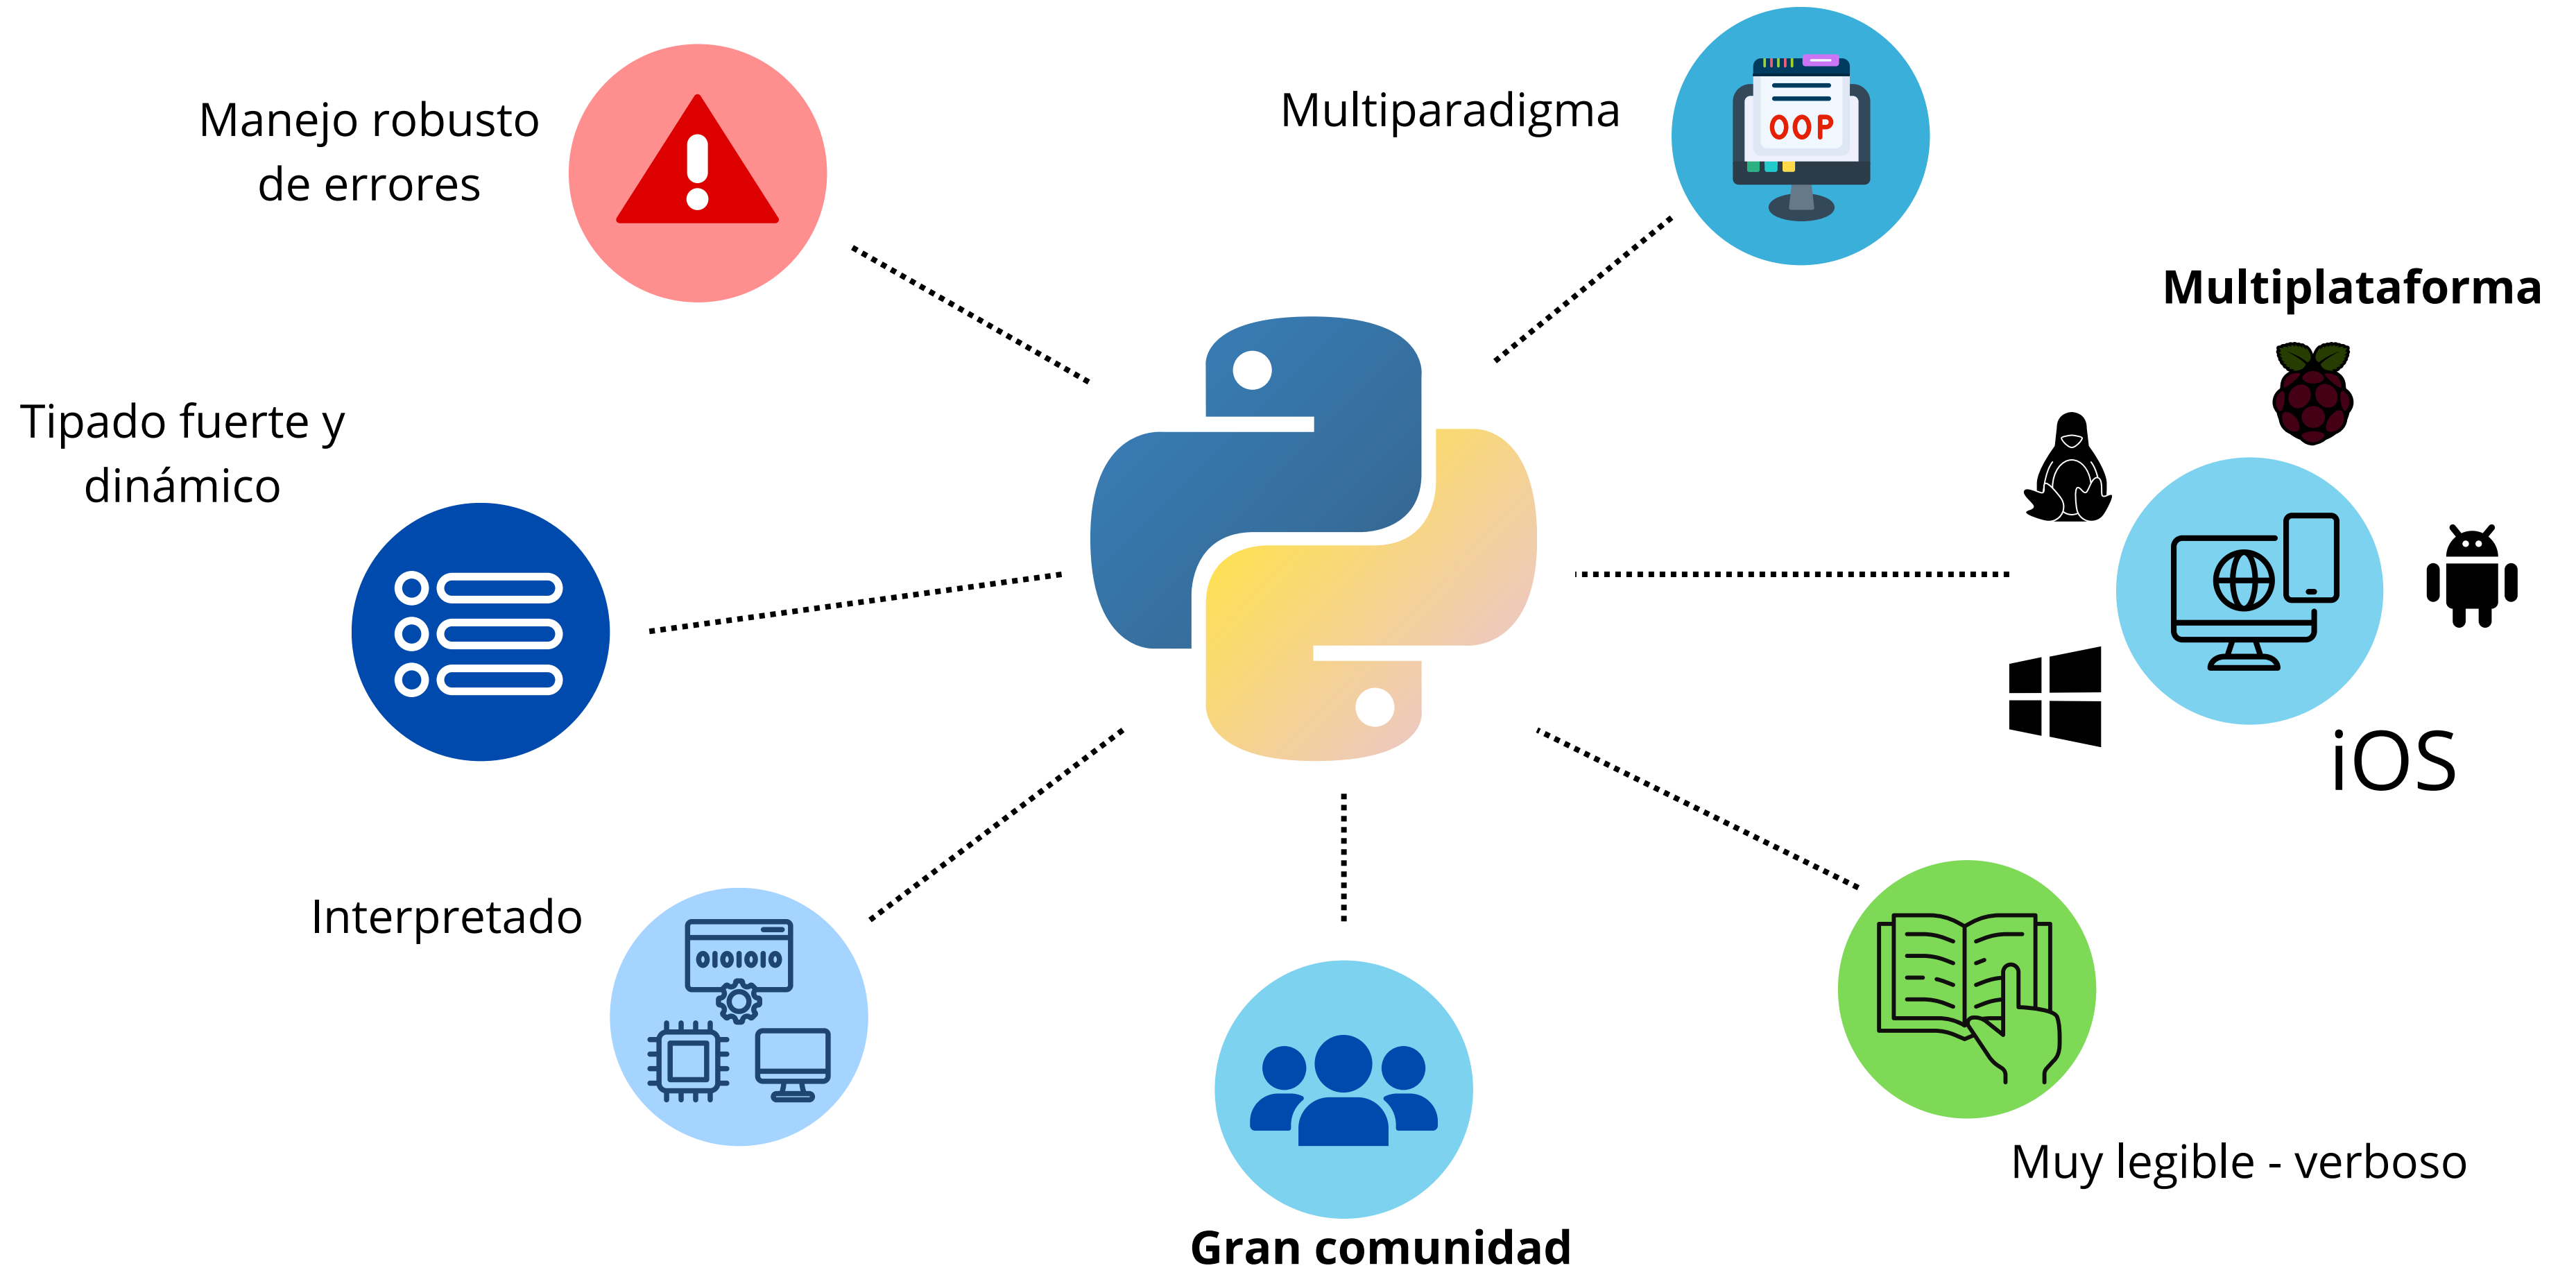 Manejo robusto
de errores
Multiparadigma
OOP
Multiplataforma
Tipado fuerte y
dinámico
iOS
Interpretado
0101010
Muy legible - verboso
Gran comunidad